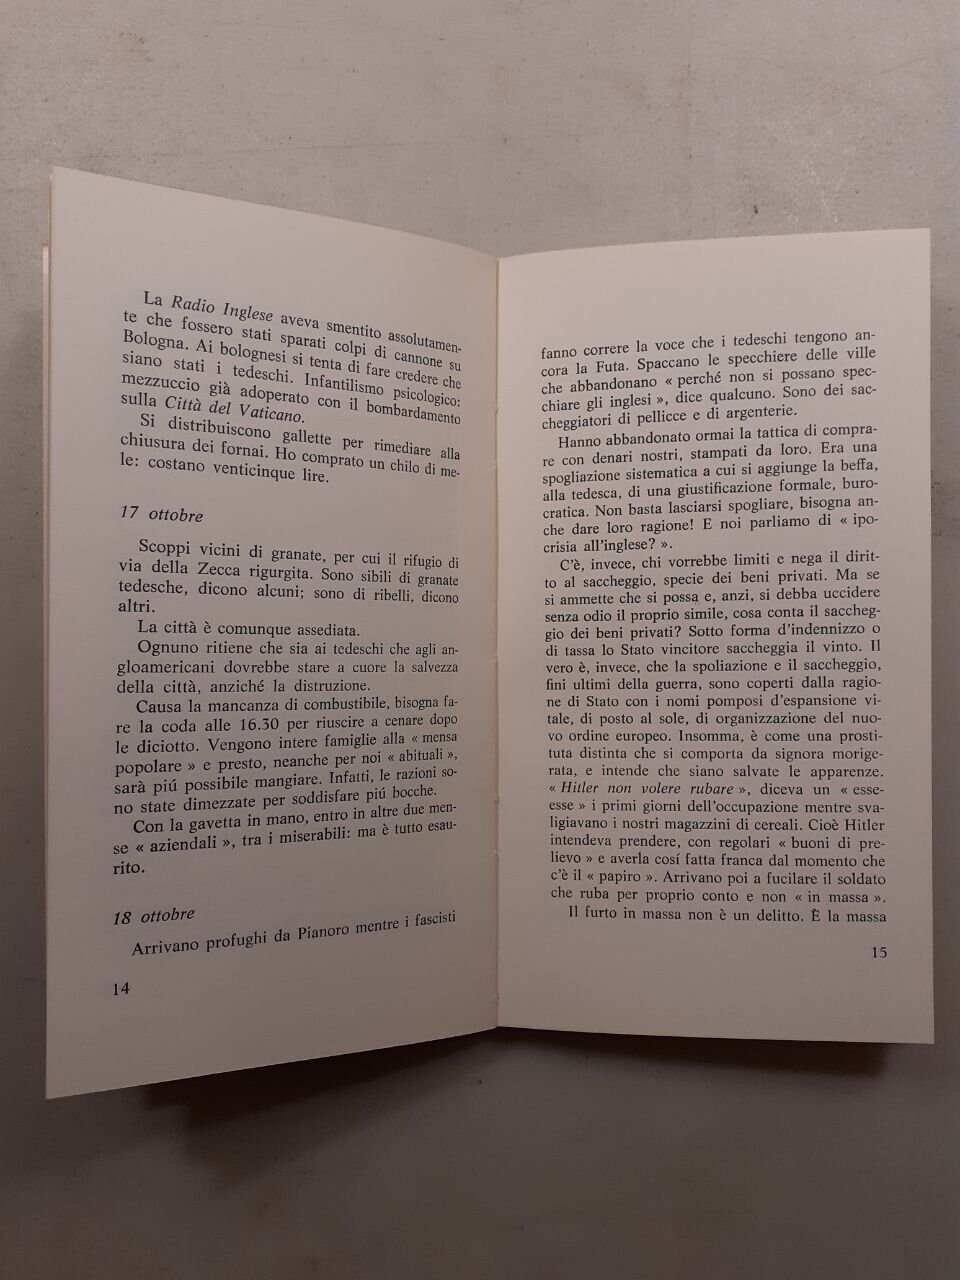 La Radio Inglese aveva smentito assolutamen-
te che fossero stati sparati colpi di cannone su
Bologna. Ai bolognesi si tenta di fare credere che
siano stati i tedeschi. Infantilismo psicologico:
mezzuccio già adoperato con il bombardamento
sulla Città del Vaticano.
Si distribuiscono gallette per rimediare alla
chiusura dei fornai. Ho comprato un chilo di me-
le: costano venticinque lire.
17 ottobre
Scoppi vicini di granate, per cui il rifugio di
via della Zecca rigurgita. Sono sibili di granate
tedesche, dicono alcuni; sono di ribelli, dicono
altri.
La città è comunque assediata.
Ognuno ritiene che sia ai tedeschi che agli an-
gloamericani dovrebbe stare a cuore la salvezza
della città, anziché la distruzione.
Causa la mancanza di combustibile, bisogna fa-
re la coda alle 16.30 per riuscire a cenare dopo
le diciotto. Vengono intere famiglie alla « mensa
popolare » e presto, neanche per noi « abituali »,
sarà piú possibile mangiare. Infatti, le razioni so-
no state dimezzate per soddisfare piú bocche.
Con la gavetta in mano, entro in altre due men-
se « aziendali », tra i miserabili: ma è tutto esau-
rito.
18 ottobre
Arrivano profughi da Pianoro mentre i fascisti
14
fanno correre la voce che i tedeschi tengono an-
cora la Futa. Spaccano le specchiere delle ville
che abbandonano « perché non si possano spec-
chiare gli inglesi », dice qualcuno. Sono dei sac-
cheggiatori di pellicce e di argenterie.
Hanno abbandonato ormai la tattica di compra-
re con denari nostri, stampati da loro. Era una
spogliazione sistematica a cui si aggiunge la beffa,
alla tedesca, di una giustificazione formale, buro-
cratica. Non basta lasciarsi spogliare, bisogna an-
che dare loro ragione! E noi parliamo di « ipo-
crisia all'inglese? ».
C'è, invece, chi vorrebbe limiti e nega il dirit-
to al saccheggio, specie dei beni privati. Ma se
si ammette che si possa e, anzi, si debba uccidere
senza odio il proprio simile, cosa conta il saccheg-
gio dei beni privati? Sotto forma d'indennizzo o
di tassa lo Stato vincitore saccheggia il vinto. Il
vero è, invece, che la spoliazione e il saccheggio,
fini ultimi della guerra, sono coperti dalla ragio-
ne di Stato con i nomi pomposi d'espansione vi-
tale, di posto al sole, di organizzazione del nuo-
vo ordine europeo. Insomma, è come una prosti-
tuta distinta che si comporta da signora morige-
rata, e intende che siano salvate le apparenze.
« Hitler non volere rubare », diceva un « esse-
esse » i primi giorni dell'occupazione mentre sva-
ligiavano i nostri magazzini di cereali. Cioè Hitler
intendeva prendere, con regolari « buoni di pre-
lievo » e averla cosí fatta franca dal momento che
c'è il « papiro ». Arrivano poi a fucilare il soldato
che ruba per proprio conto e non « in massa ».
Il furto in massa non è un delitto. È la massa
15